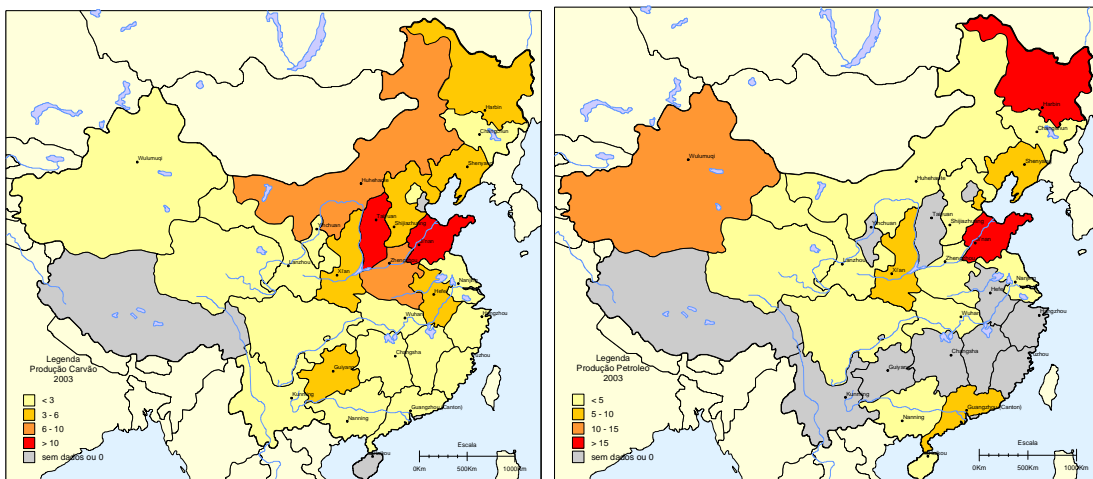 Harbin
Changchun
Wulumuqi
Shenyang
Huhehaote
Taiyuan
Shijiazhuang
Yinchuan
Jinan
Lanzhou
Zhengzhou
Xi'an
Nanjing
Hefei
Wuhan
Hangzhou
Changsha
Fuzhou
Guiyang
Kunming
Guangzhou (Canton)
Nanning
Legenda
Produção Carvão
2003
< 3
3 - 6
6 - 10
> 10
sem dados ou 0
Escala
0Km 500Km 1000Km
Harbin
Changchun
Wulumuqi
Shenyang
Huhehaote
Taiyuan
Shijiazhuang
Yinchuan
Jinan
Lanzhou
Xi'an
Nanjing
Hefei
Wuhan
Hangzhou
Changsha
Guiyang
Kunming
Guangzhou (Canton)
Nanning
Legenda
Produção Petroleo
2003
< 5
5 - 10
10 - 15
> 15
sem dados ou 0
Escala
0Km 500Km 1000Km